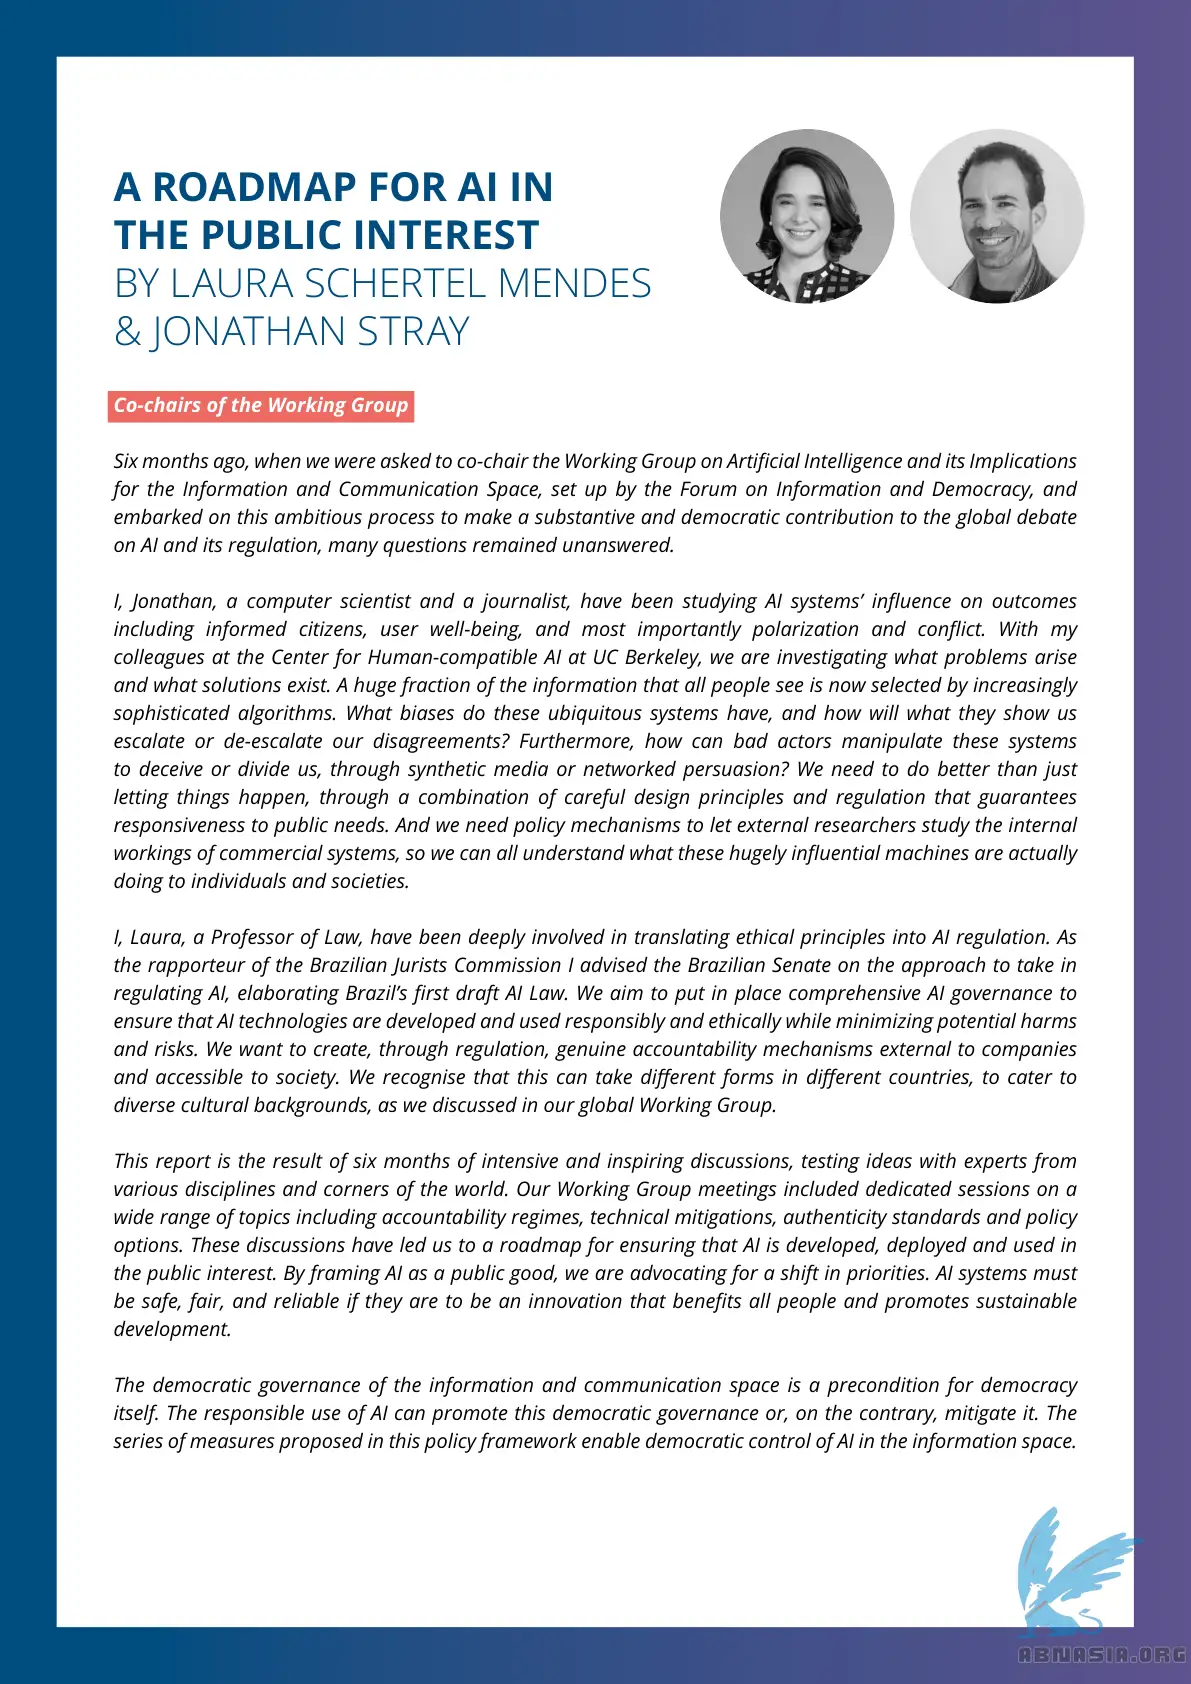 A ROADMAP FOR AI IN
THE PUBLIC INTEREST
BY LAURA SCHERTEL MENDES
& JONATHAN STRAY
Co-chairs of the Working Group
Six months ago, when we were asked to co-chair the Working Group on Artificial Intelligence and its Implications
for the Information and Communication Space, set up by the Forum on Information and Democracy, and
embarked on this ambitious process to make a substantive and democratic contribution to the global debate
on AI and its regulation, many questions remained unanswered.
I, Jonathan, a computer scientist and a journalist, have been studying AI systems’ influence on outcomes
including informed citizens, user well-being, and most importantly polarization and conflict. With my
colleagues at the Center for Human-compatible AI at UC Berkeley, we are investigating what problems arise
and what solutions exist. A huge fraction of the information that all people see is now selected by increasingly
sophisticated algorithms. What biases do these ubiquitous systems have, and how will what they show us
escalate or de-escalate our disagreements? Furthermore, how can bad actors manipulate these systems
to deceive or divide us, through synthetic media or networked persuasion? We need to do better than just
letting things happen, through a combination of careful design principles and regulation that guarantees
responsiveness to public needs. And we need policy mechanisms to let external researchers study the internal
workings of commercial systems, so we can all understand what these hugely influential machines are actually
doing to individuals and societies.
I, Laura, a Professor of Law, have been deeply involved in translating ethical principles into AI regulation. As
the rapporteur of the Brazilian Jurists Commission I advised the Brazilian Senate on the approach to take in
regulating AI, elaborating Brazil’s first draft AI Law. We aim to put in place comprehensive AI governance to
ensure that AI technologies are developed and used responsibly and ethically while minimizing potential harms
and risks. We want to create, through regulation, genuine accountability mechanisms external to companies
and accessible to society. We recognise that this can take different forms in different countries, to cater to
diverse cultural backgrounds, as we discussed in our global Working Group.
This report is the result of six months of intensive and inspiring discussions, testing ideas with experts from
various disciplines and corners of the world. Our Working Group meetings included dedicated sessions on a
wide range of topics including accountability regimes, technical mitigations, authenticity standards and policy
options. These discussions have led us to a roadmap for ensuring that AI is developed, deployed and used in
the public interest. By framing AI as a public good, we are advocating for a shift in priorities. AI systems must
be safe, fair, and reliable if they are to be an innovation that benefits all people and promotes sustainable
development.
The democratic governance of the information and communication space is a precondition for democracy
itself. The responsible use of AI can promote this democratic governance or, on the contrary, mitigate it. The
series of measures proposed in this policy framework enable democratic control of AI in the information space.
ABNASIA.ORG